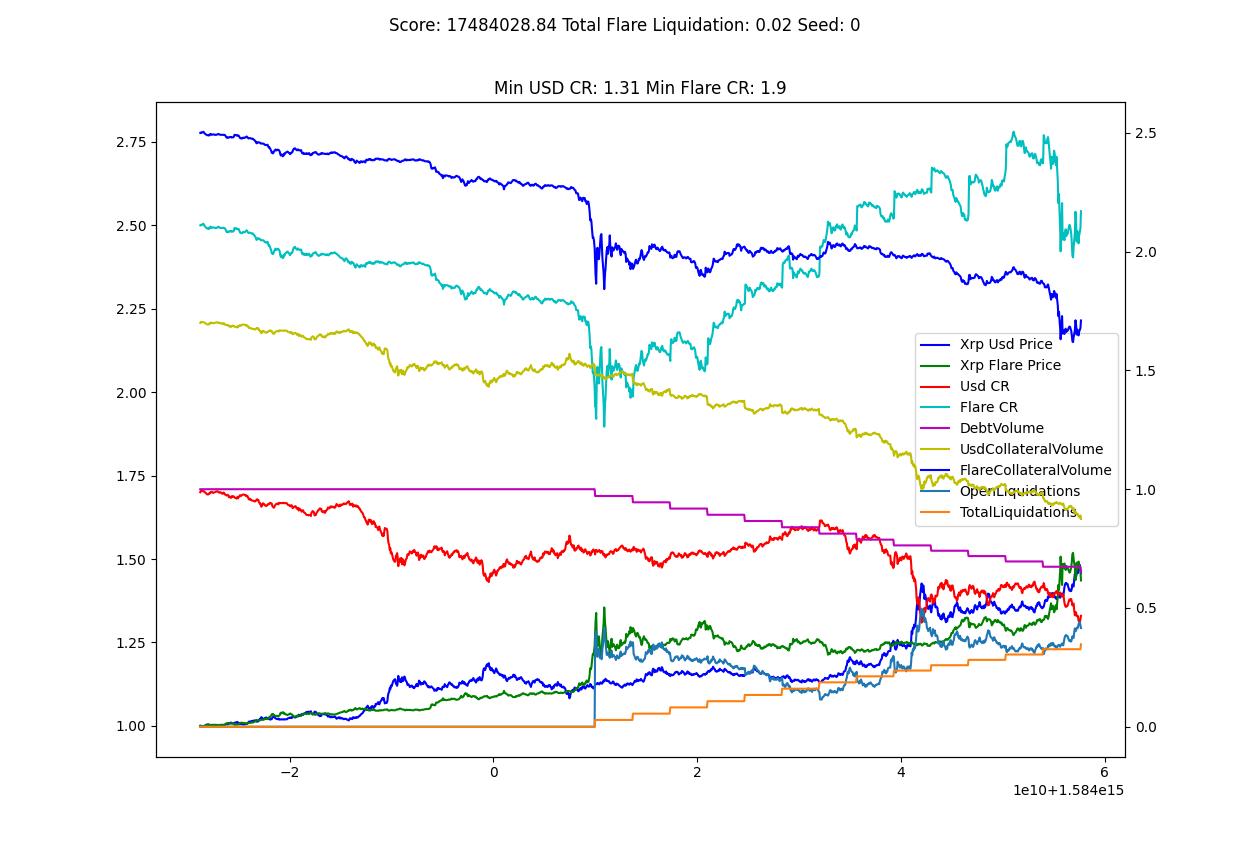 Score: 17484028.84 Total Flare Liquidation: 0.02 Seed: 0
Min USD CR: 1.31 Min Flare CR: 1.9
2.75
2.50
2.25
2.00
1.75
1.50
1.25
1.00
2.5
2.0
1.5
1.0
0.5
0.0
Xrp Usd Price
Xrp Flare Price
Usd CR
Flare CR
DebtVolume
UsdCollateralVolume
FlareCollateralVolume
OpenLiquidations
TotalLiquidations
−2
0
2
4
6
1e10+1.584e15